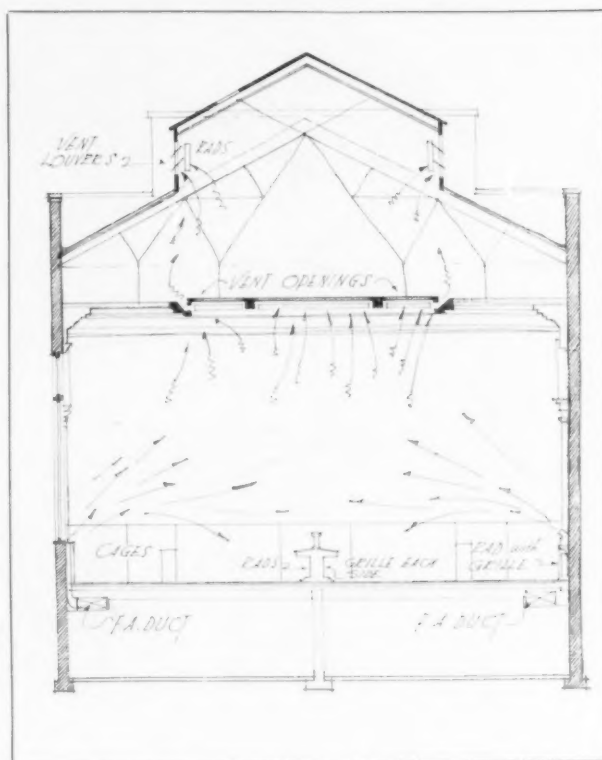 VENT
LOUVERS
RADS
VENT OPENINGS
CAGES
RADS
GRILLE EACH
SIDE
RAD with
GRILLE
F.A. DUCT
F.A. DUCT